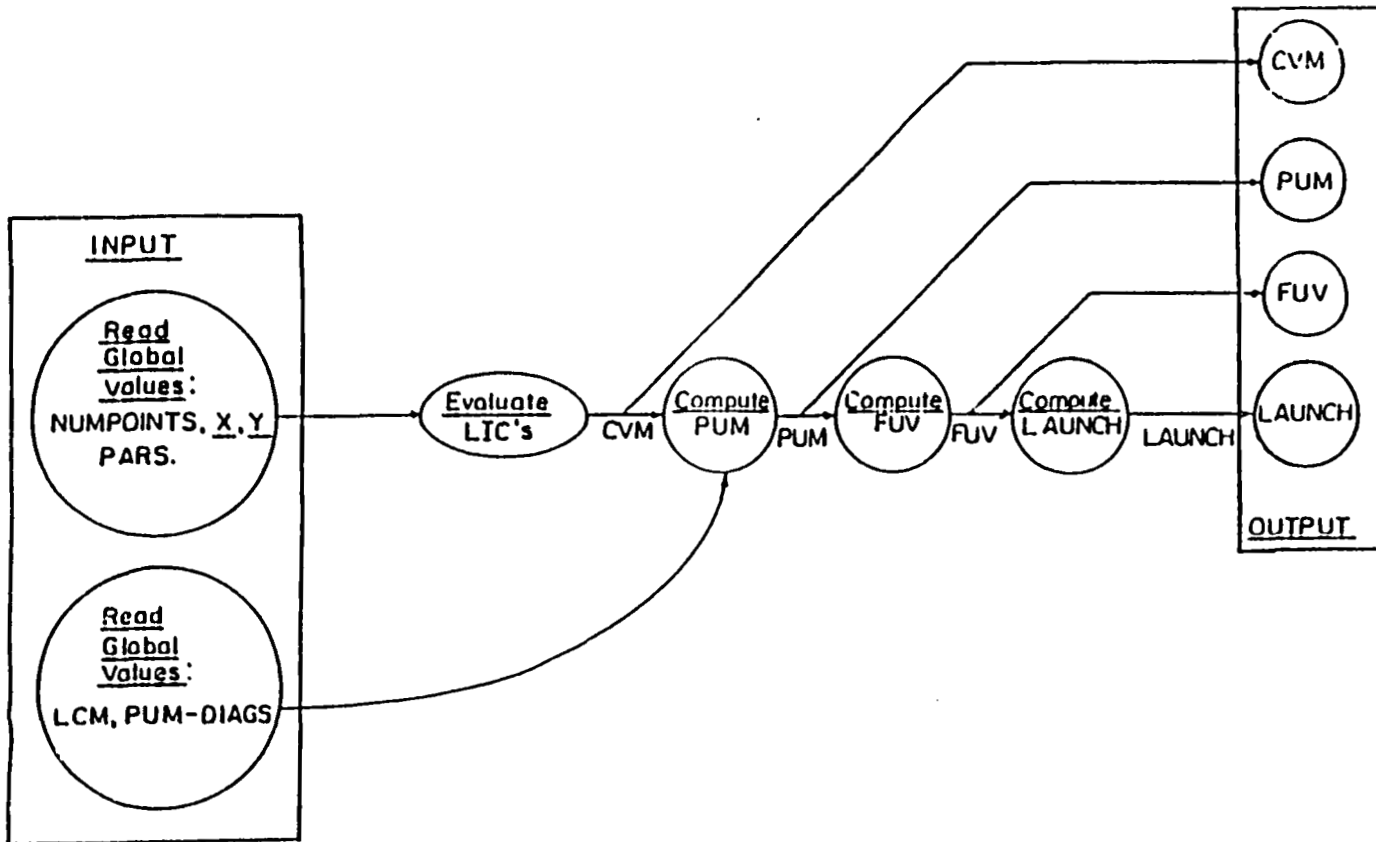 INPUT
Read
Global
Values:
NUMPOINTS, X, Y
PARS.
Read
Global
Values:
LCM, PUM-DIAGS
Evaluate
LIC's
CVM
Compute
PUM
PUM
Compute
FUV
FUV
Compute
LAUNCH
LAUNCH
CVM
PUM
FUV
LAUNCH
OUTPUT